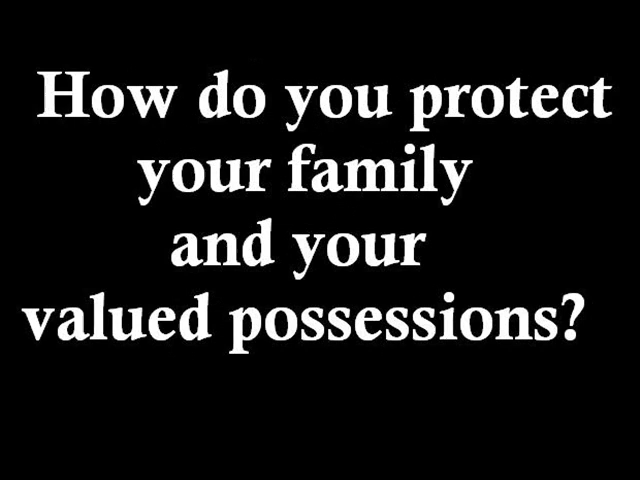 How do you protect
your family
and your
valued possessions?